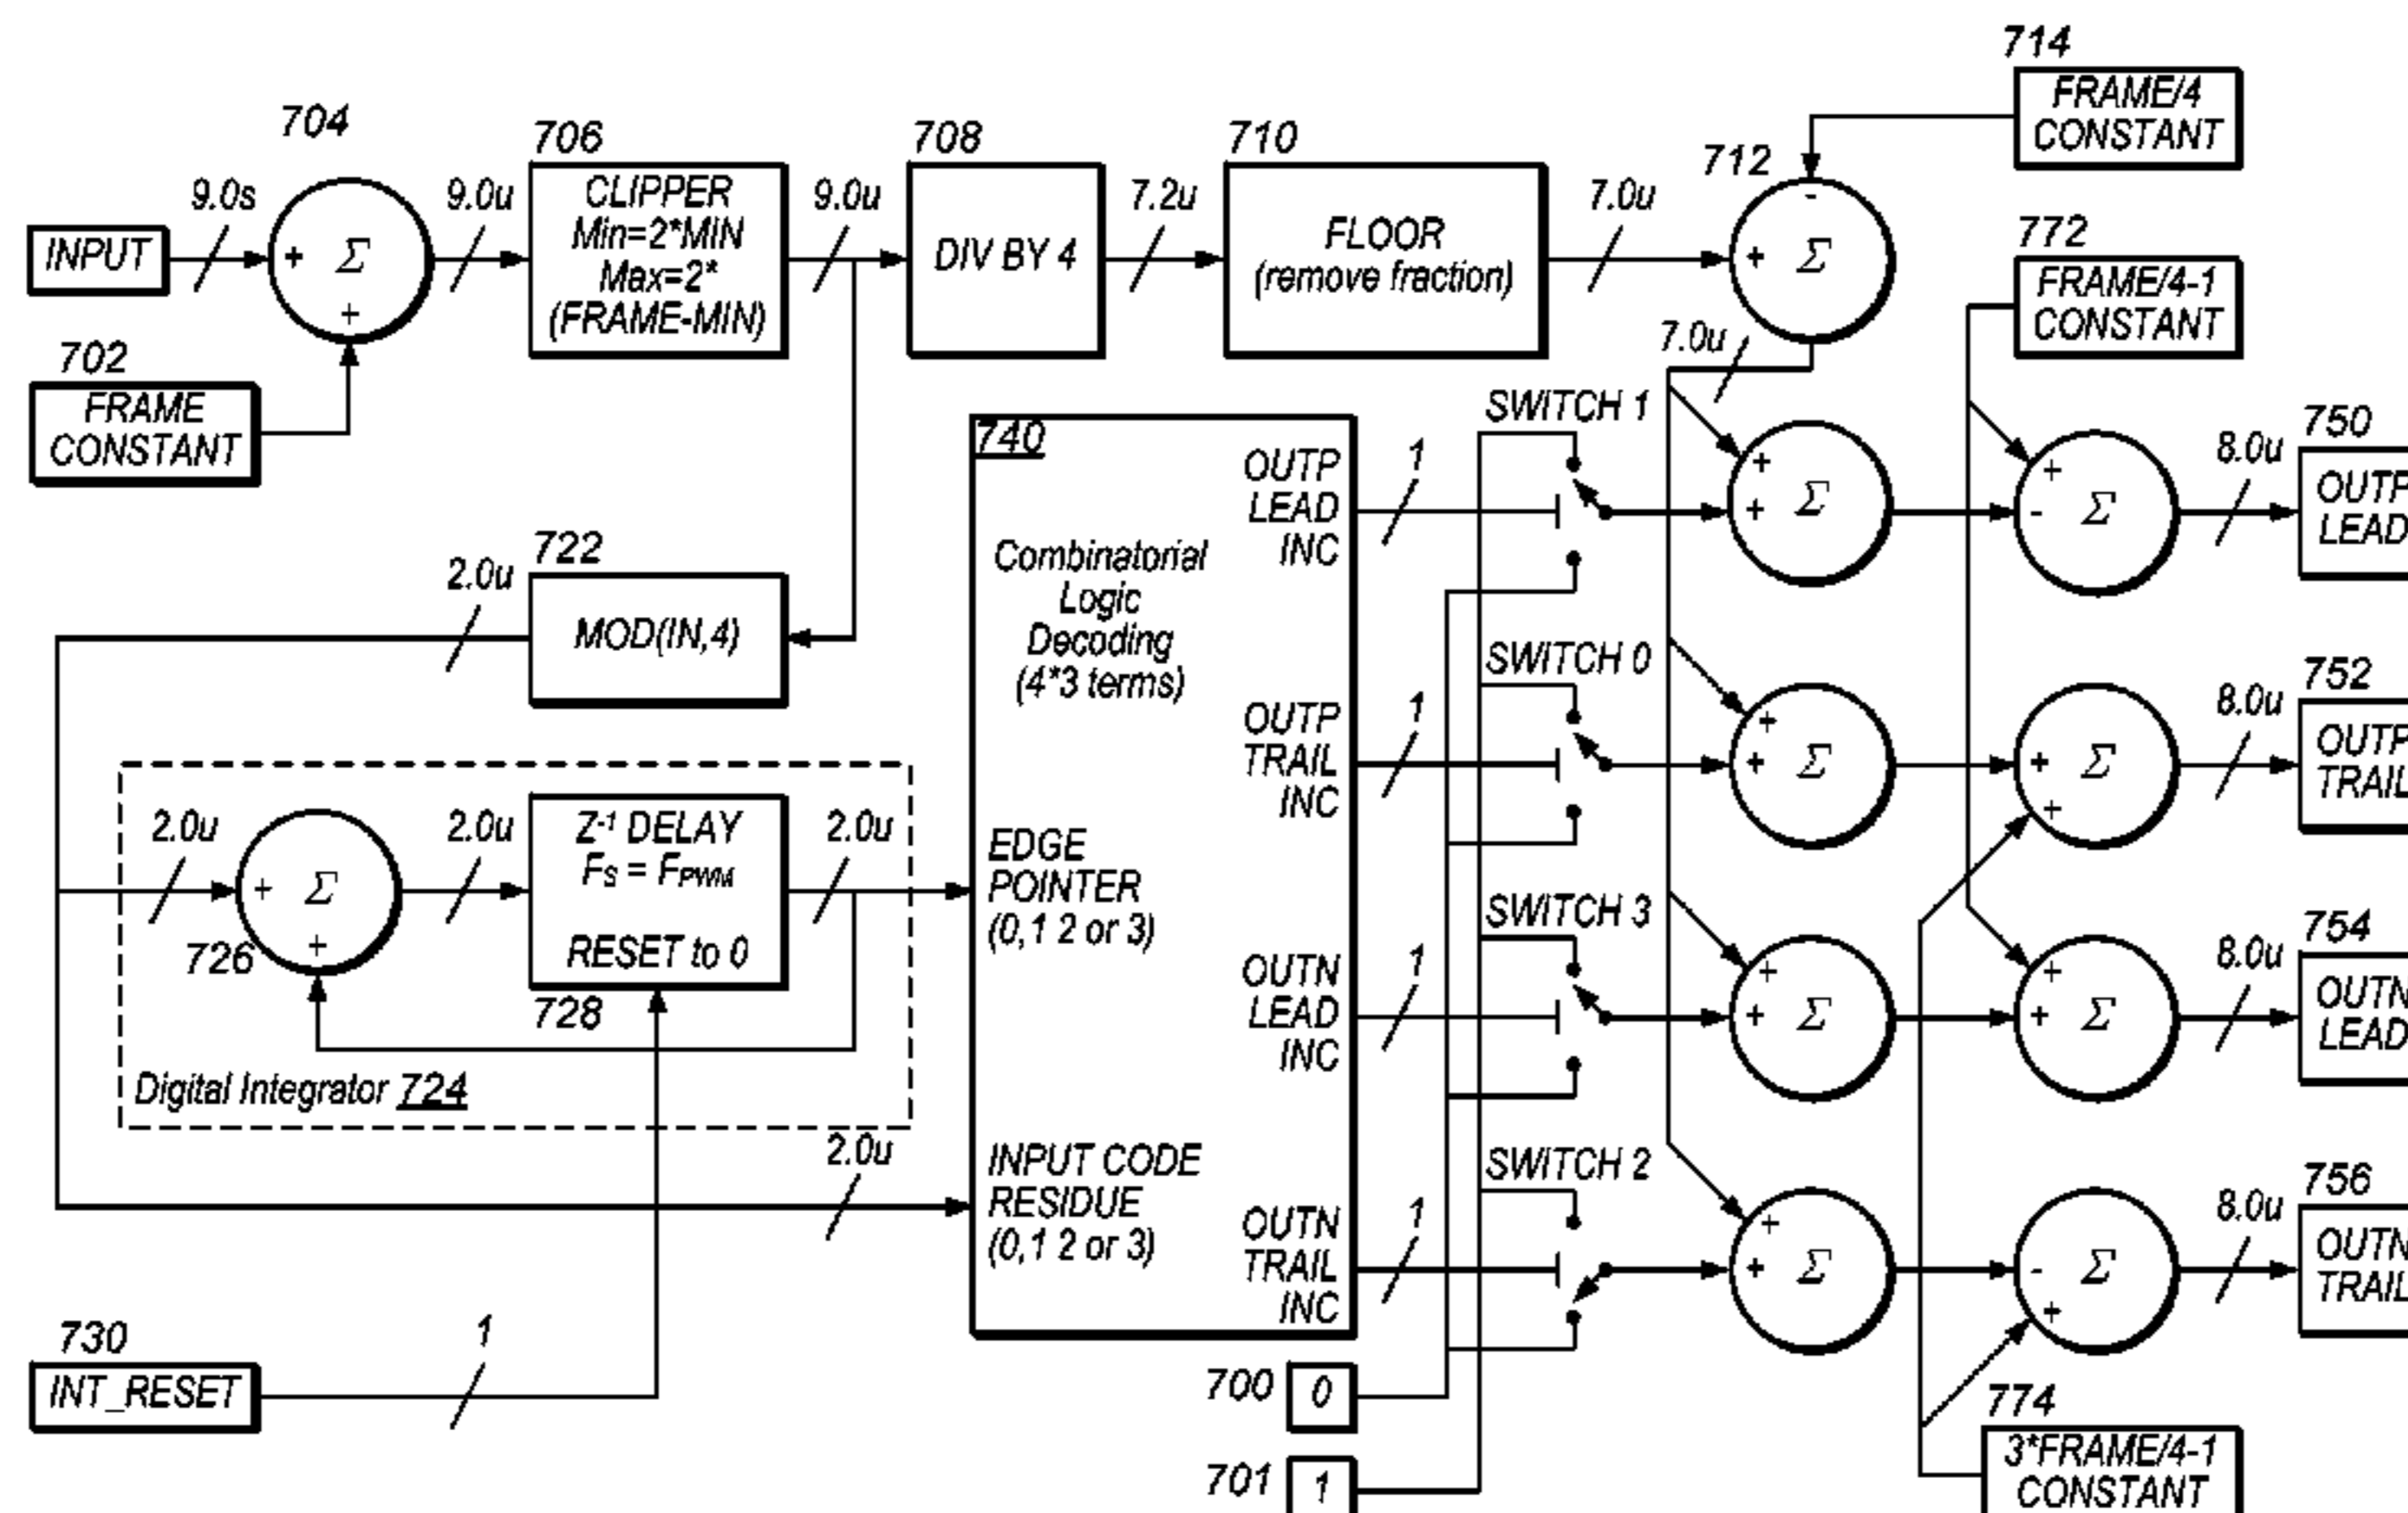 714
FRAME/4
CONSTANT
704
706
708
710
712
9.0s
9.0u
CLIPPER
Min=2*MIN
Max=2*
(FRAME-MIN)
9.0u
DIV BY 4
7.2u
FLOOR
(remove fraction)
7.0u
INPUT
+ Σ
+
-
+ Σ
772
FRAME/4-1
CONSTANT
702
FRAME
CONSTANT
7.0u
SWITCH 1
740
OUTP
LEAD
INC
1
+
+ Σ
+
- Σ
8.0u
750
OUTP
LEAD
722
2.0u
MOD(IN,4)
Combinatorial
Logic
Decoding
(4*3 terms)
SWITCH 0
OUTP
TRAIL
INC
1
+
+ Σ
+ Σ
+
8.0u
752
OUTP
TRAIL
2.0u
+ Σ
+
726
2.0u
Z-1 DELAY
FS = FPWM
RESET to 0
728
2.0u
Digital Integrator 724
EDGE
POINTER
(0,1 2 or 3)
SWITCH 3
OUTN
LEAD
INC
1
+
+ Σ
+
+ Σ
8.0u
754
OUTN
LEAD
2.0u
INPUT CODE
RESIDUE
(0,1 2 or 3)
SWITCH 2
OUTN
TRAIL
INC
1
+
+ Σ
- Σ
+
8.0u
756
OUTN
TRAIL
730
INT_RESET
1
700
0
701
1
774
3*FRAME/4-1
CONSTANT